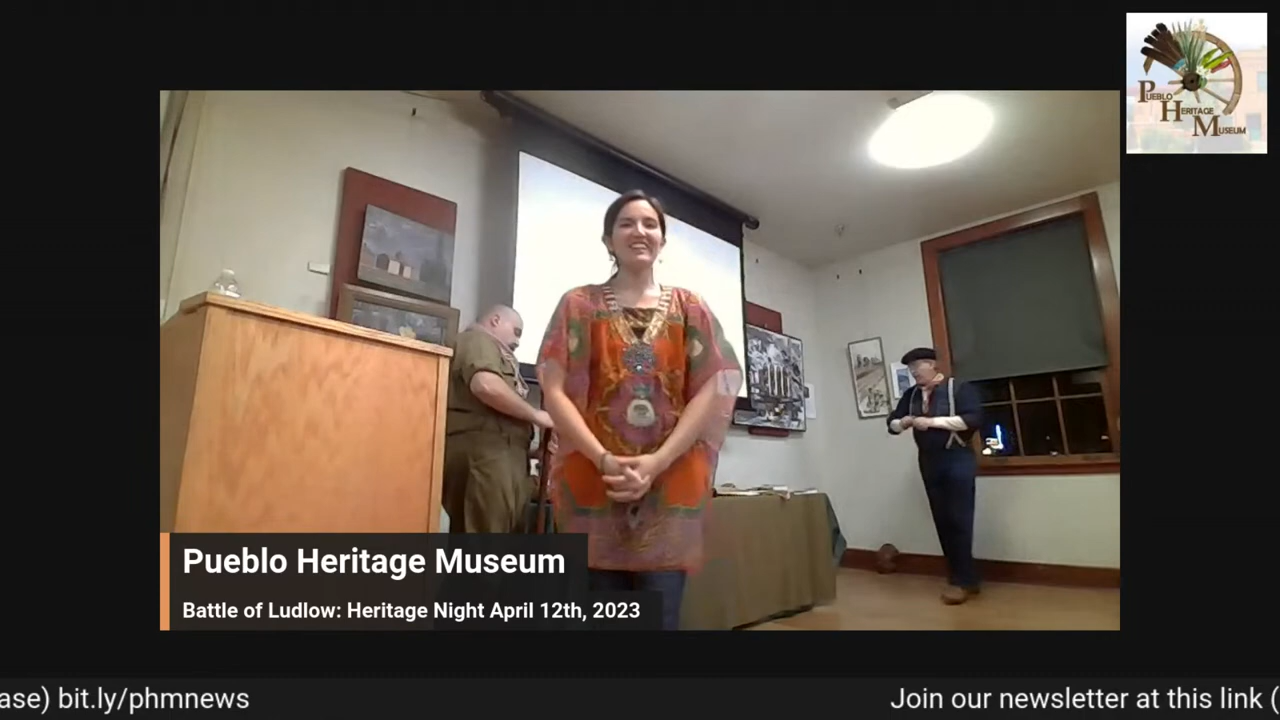 Pueblo
Heritage
Museum
Pueblo Heritage Museum
Battle of Ludlow: Heritage Night April 12th, 2023
ase) bit.ly/phmnews
Join our newsletter at this link (